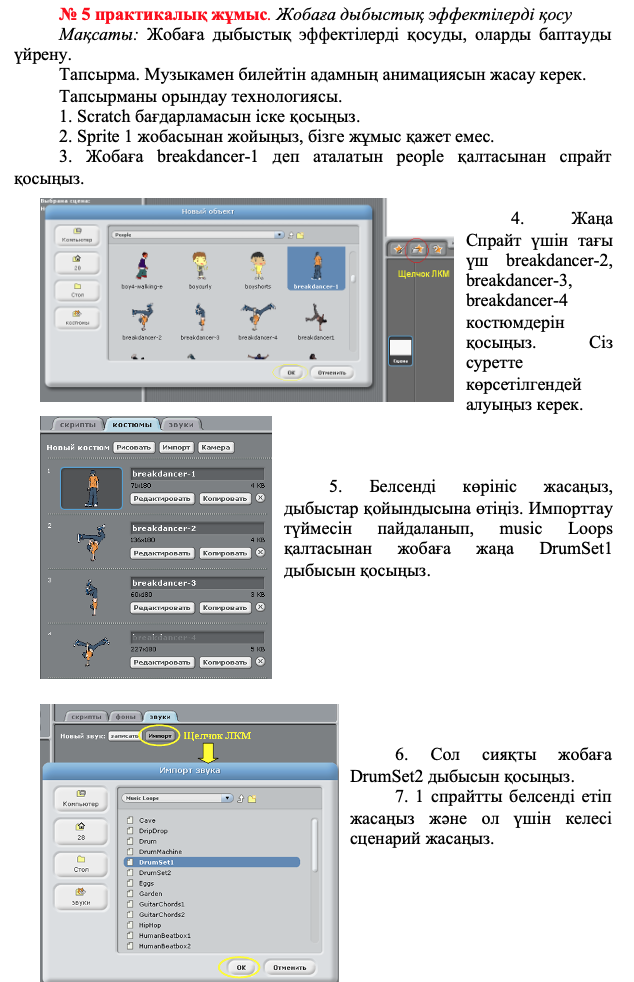 № 5 практикалық жұмыс. Жобаға дыбыстық эффектілерді қосу
Мақсаты: Жобаға дыбыстық эффектілерді қосуды, оларды баптауды
үйрену.
Тапсырма. Музыкамен билейтін адамның анимациясын жасау керек.
Тапсырманы орындау технологиясы.
1. Scratch бағдарламасын іске қосыңыз.
2. Sprite 1 жобасынан жойыңыз, бізге жұмыс қажет емес.
3. Жобаға breakdancer-1 деп аталатын people қалтасынан спрайт
қосыңыз.
Выбрана сцена:
Новый объект
Компьютер
28
Стол
костюмы
People
boy4-walking-e
boycurly
boyshorts
breakdancer-1
breakdancer-2
breakdancer-3
breakdancer-4
breakdancer1
ОК
Отменить
Щелчок ЛКМ
Сцена
4. Жаңа
Спрайт үшін тағы
үш breakdancer-2,
breakdancer-3,
breakdancer-4
костюмдерін
қосыңыз. Сіз
суретте
көрсетілгендей
алуыңыз керек.
скрипты
костюмы
звуки
Новый костюм
Рисовать
Импорт
Камера
1
breakdancer-1
71x180
4 KB
Редактировать
Копировать
2
breakdancer-2
136x180
4 KB
Редактировать
Копировать
3
breakdancer-3
60x180
3 KB
Редактировать
Копировать
4
breakdancer-4
227x180
5 KB
Редактировать
Копировать
5. Белсенді көрініс жасаңыз,
дыбыстар қойындысына өтіңіз. Импорттау
түймесін пайдаланып, music Loops
қалтасынан жобаға жаңа DrumSet1
дыбысын қосыңыз.
скрипты
фоны
звуки
Новый звук:
записать
Импорт
Щелчок ЛКМ
Импорт звука
Компьютер
28
Стол
звуки
Music Loops
Cave
DripDrop
Drum
DrumMachine
DrumSet1
DrumSet2
Eggs
Garden
GuitarChords1
GuitarChords2
HipHop
HumanBeatbox1
HumanBeatbox2
ОК
Отменить
6. Сол сияқты жобаға
DrumSet2 дыбысын қосыңыз.
7. 1 спрайтты белсенді етіп
жасаңыз және ол үшін келесі
сценарий жасаңыз.